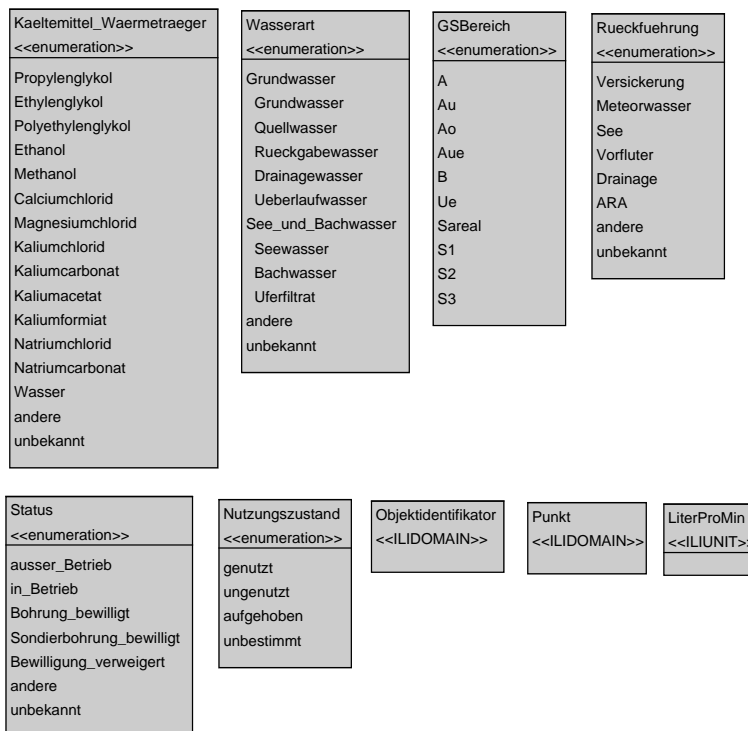 Kaeltemittel_Waermetraeger
<<enumeration>>
Propylenglykol
Ethylenglykol
Polyethylenglykol
Ethanol
Methanol
Calciumchlorid
Magnesiumchlorid
Kaliumchlorid
Kaliumcarbonat
Kaliumacetat
Kaliumformiat
Natriumchlorid
Natriumcarbonat
Wasser
andere
unbekannt
Wasserart
<<enumeration>>
Grundwasser
Grundwasser
Quellwasser
Rueckgabewasser
Drainagewasser
Ueberlaufwasser
See_und_Bachwasser
Seewasser
Bachwasser
Uferfiltrat
andere
unbekannt
GSBereich
<<enumeration>>
A
Au
Ao
Aue
B
Ue
Sareal
S1
S2
S3
Rueckfuehrung
<<enumeration>>
Versickerung
Meteorwasser
See
Vorfluter
Drainage
ARA
andere
unbekannt
Status
<<enumeration>>
ausser_Betrieb
in_Betrieb
Bohrung_bewilligt
Sondierbohrung_bewilligt
Bewilligung_verweigert
andere
unbekannt
Nutzungszustand
<<enumeration>>
genutzt
ungenutzt
aufgehoben
unbestimmt
Objektidentifikator
<<ILIDOMAIN>>
Punkt
<<ILIDOMAIN>>
LiterProMin
<<ILIUNIT>>